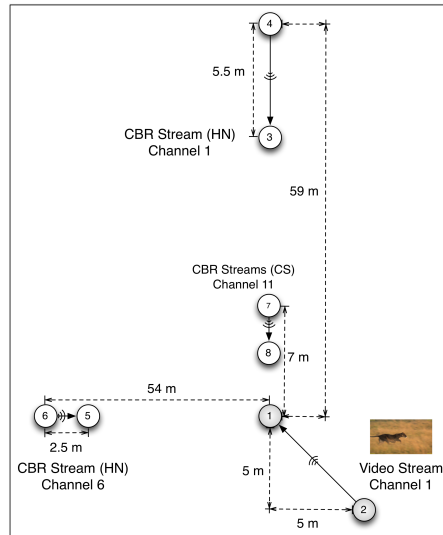 4
5.5 m
3
CBR Stream (HN)
Channel 1
59 m
CBR Streams (CS)
Channel 11
7
8
7 m
54 m
6
5
1
2.5 m
CBR Stream (HN)
Channel 6
5 m
Video Stream
Channel 1
2
5 m